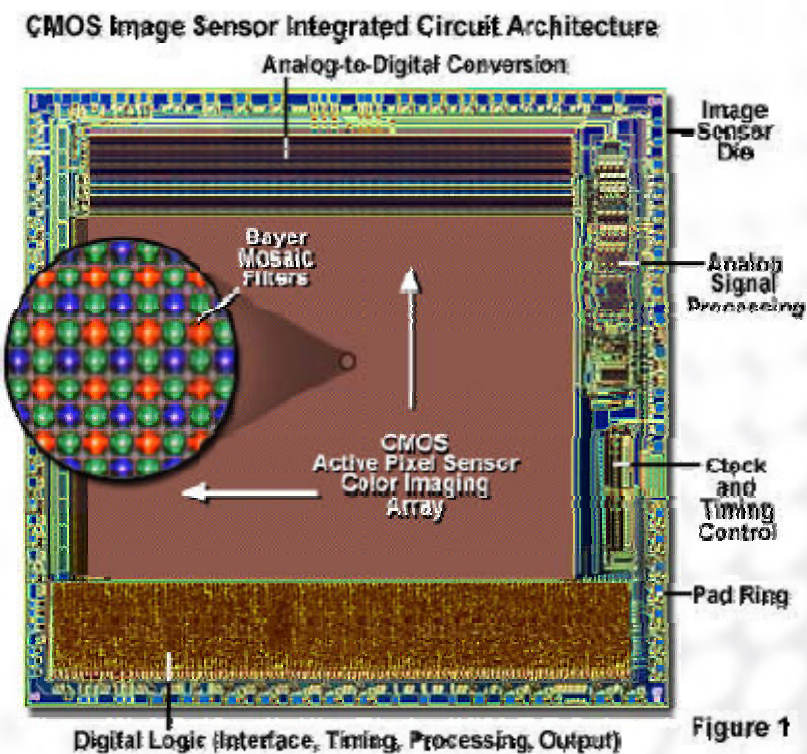 CMOS Image Sensor Integrated Circuit Architecture
Analog-to-Digital Conversion
Image
Sensor
Die
Bayer
Mosaic
Filters
Analog
Signal
Processing
CMOS
Active Pixel Sensor
Color Imaging
Array
Clock
and
Timing
Control
Pad Ring
Digital Logic (Interface, Timing, Processing, Output)
Figure 1